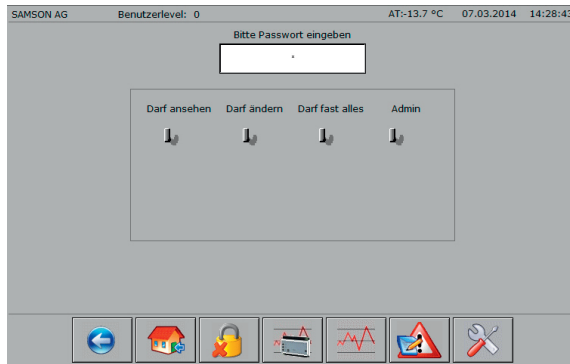 SAMSON AG Benutzerlevel: 0 AT:-13.7 °C 07.03.2014 14:28:43
Bitte Passwort eingeben
*
Darf ansehen Darf ändern Darf fast alles Admin